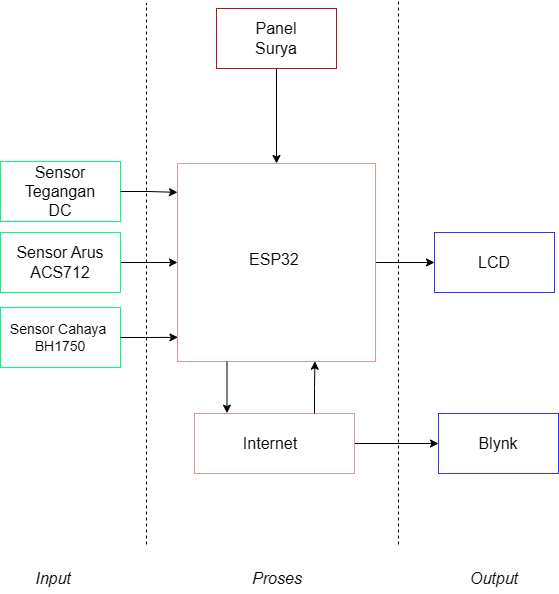 Panel
Surya
Sensor
Tegangan
DC
Sensor Arus
ACS712
Sensor Cahaya
BH1750
ESP32
LCD
Internet
Blynk
Input
Proses
Output